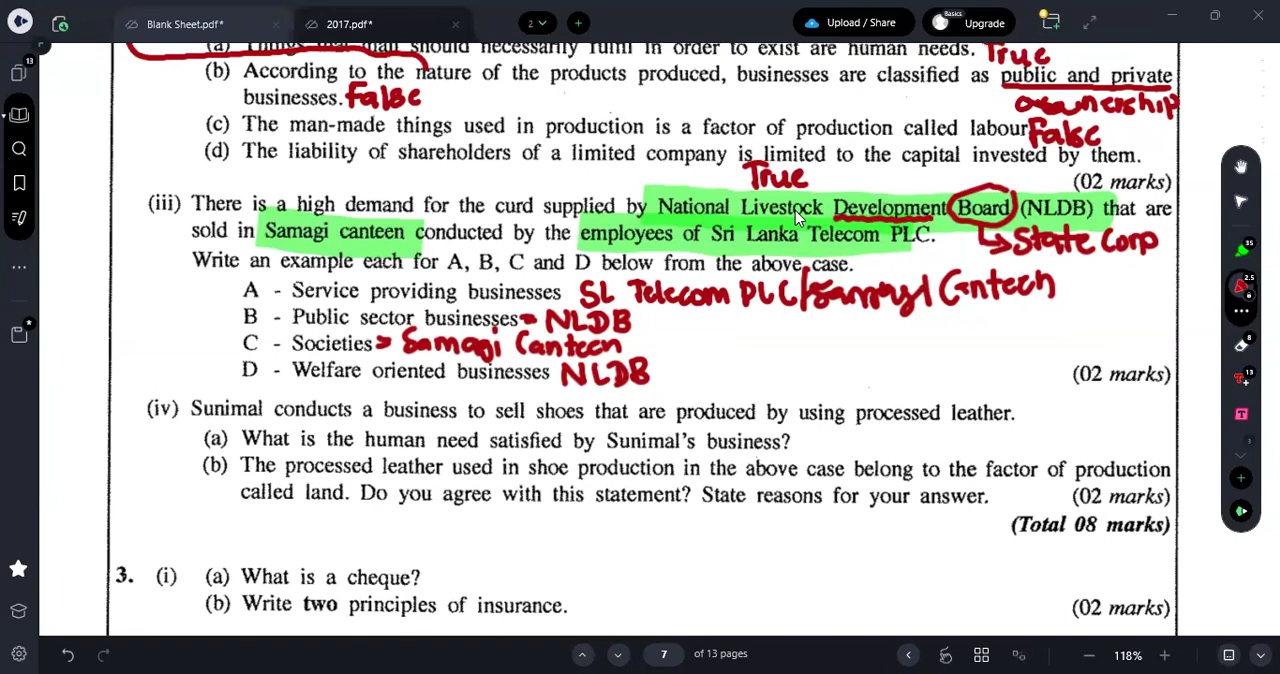 Blank Sheet.pdf*
2017.pdf*
2
Upload / Share
Basics
Upgrade
(a) Things that man should necessarily fulfil in order to exist are human needs. True
(b) According to the nature of the products produced, businesses are classified as public and private
businesses. False
ownership
(c) The man-made things used in production is a factor of production called labour False
(d) The liability of shareholders of a limited company is limited to the capital invested by them.
True
(02 marks)
(iii) There is a high demand for the curd supplied by National Livestock Development Board (NLDB) that are
sold in Samagi canteen conducted by the employees of Sri Lanka Telecom PLC.
State Corp
Write an example each for A, B, C and D below from the above case.
A - Service providing businesses SL Telecom PLC/
B - Public sector businesses - NLDB
C - Societies Samagi Canteen
D - Welfare oriented businesses NLDB
(02 marks)
(iv) Sunimal conducts a business to sell shoes that are produced by using processed leather.
(a) What is the human need satisfied by Sunimal's business?
(b) The processed leather used in shoe production in the above case belong to the factor of production
called land. Do you agree with this statement? State reasons for your answer. (02 marks)
(Total 08 marks)
3. (i) (a) What is a cheque?
(b) Write two principles of insurance. (02 marks)
7 of 13 pages
118%
13
35
2.5
8
13
3